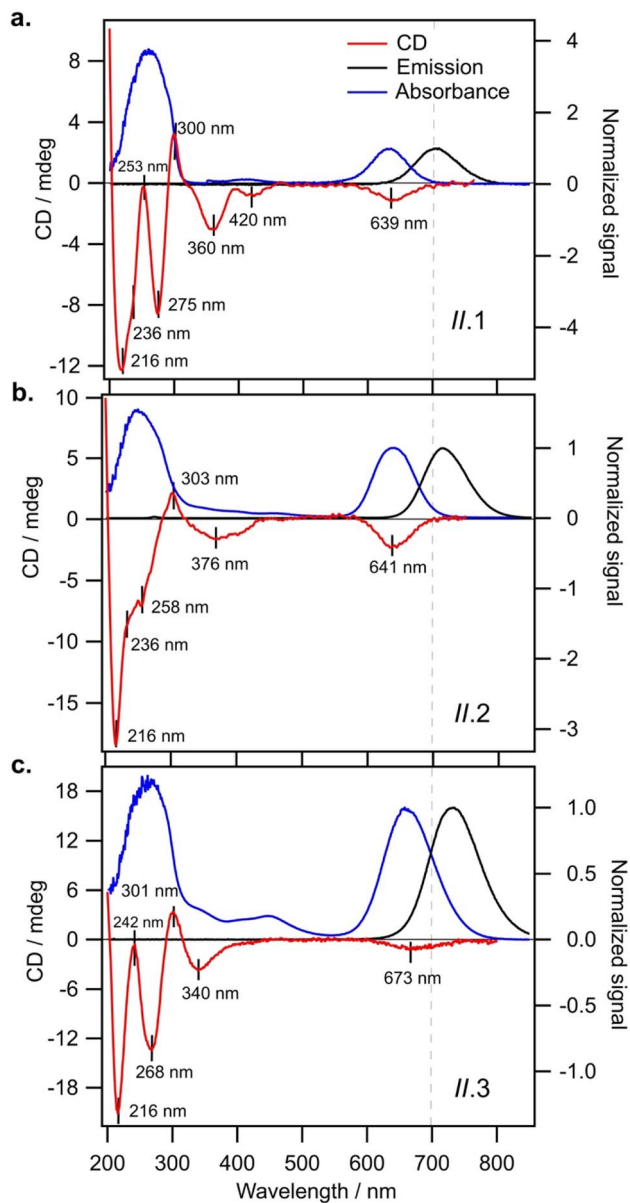 a.
CD
Emission
Absorbance
8
4
0
-4
-8
-12
CD / mdeg
4
2
0
-2
-4
Normalized signal
300 nm
253 nm
420 nm
360 nm
639 nm
275 nm
236 nm
216 nm
II.1
b.
10
5
0
-5
-10
-15
CD / mdeg
1
0
-1
-2
-3
Normalized signal
303 nm
376 nm
641 nm
258 nm
236 nm
216 nm
II.2
c.
18
12
6
0
-6
-12
-18
CD / mdeg
1.0
0.5
0.0
-0.5
-1.0
Normalized signal
301 nm
242 nm
340 nm
673 nm
268 nm
216 nm
II.3
200 300 400 500 600 700 800
Wavelength / nm